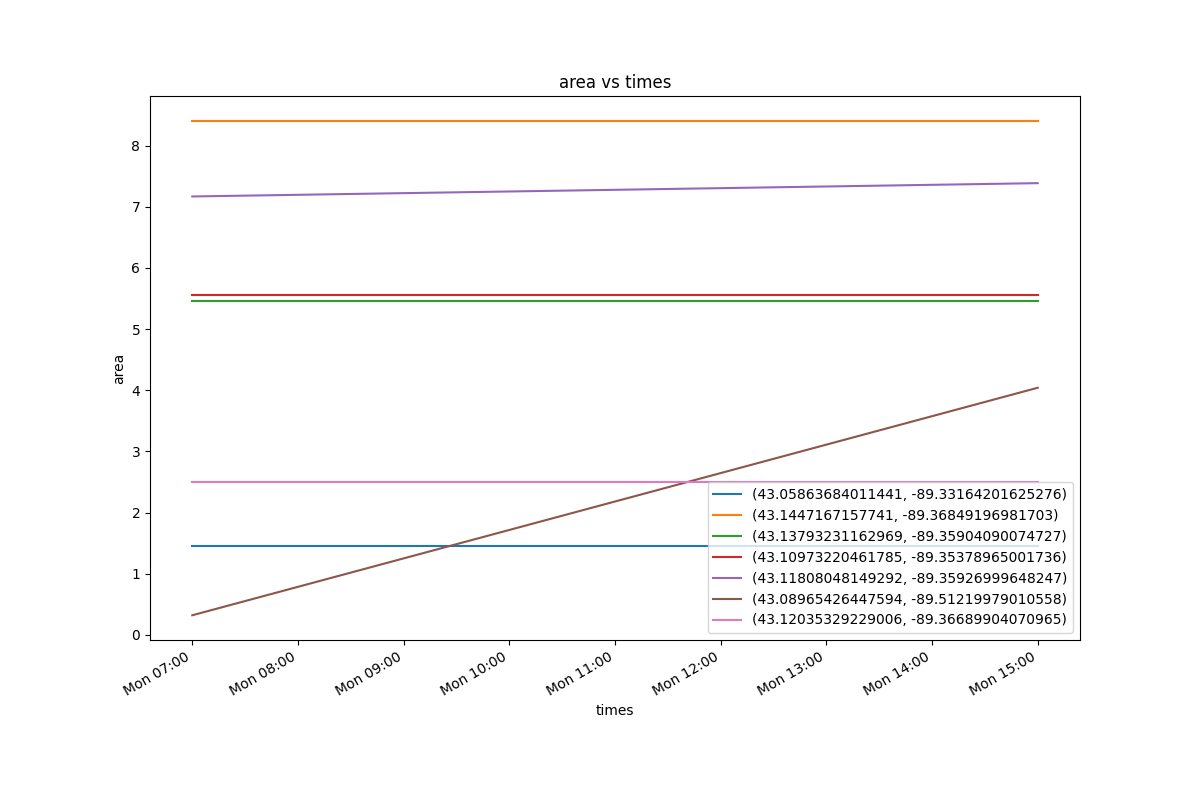 area vs times
8
7
6
5
4
3
2
1
0
area
(43.05863684011441, -89.33164201625276)
(43.1447167157741, -89.36849196981703)
(43.13793231162969, -89.35904090074727)
(43.10973220461785, -89.35378965001736)
(43.11808048149292, -89.35926999648247)
(43.08965426447594, -89.51219979010558)
(43.12035329229006, -89.36689904070965)
Mon 07:00
Mon 08:00
Mon 09:00
Mon 10:00
Mon 11:00
Mon 12:00
Mon 13:00
Mon 14:00
Mon 15:00
times